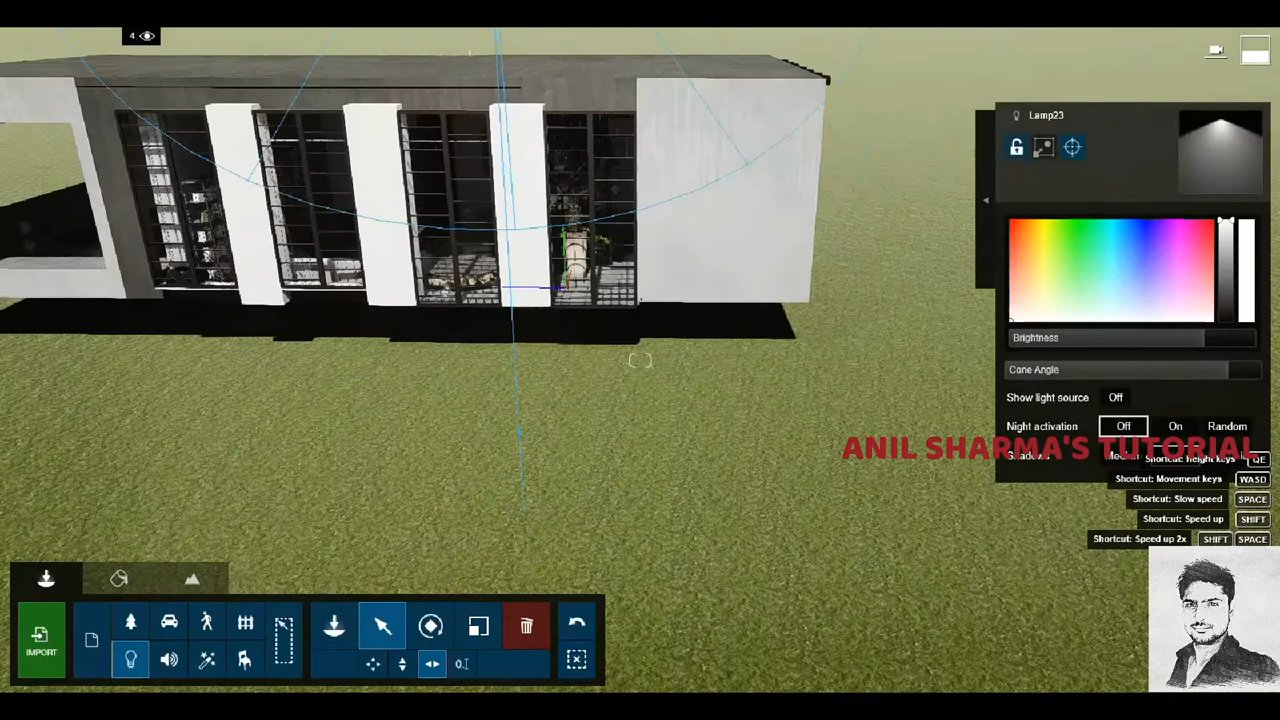 4
Lamp23
Brightness
Cone Angle
Show light source Off
Night activation Off On Random
ANIL SHARMA'S TUTORIAL
Shortcut: Height keys QE
Shortcut: Movement keys WASD
Shortcut: Slow speed SPACE
Shortcut: Speed up SHIFT
Shortcut: Speed up 2x SHIFT SPACE
IMPORT